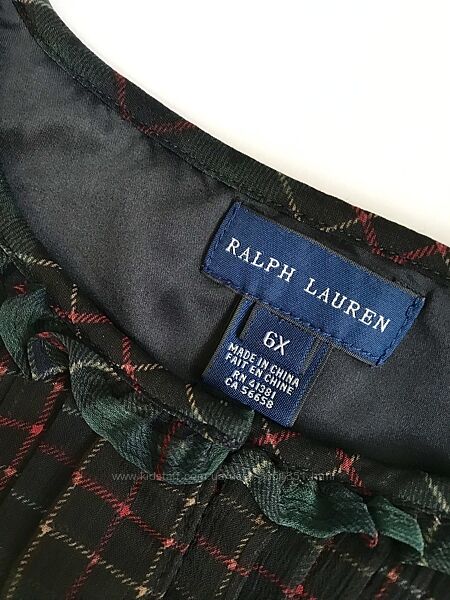 RALPH LAUREN
6X
MADE IN CHINA
FAIT EN CHINE
RN 41381
CA 56658